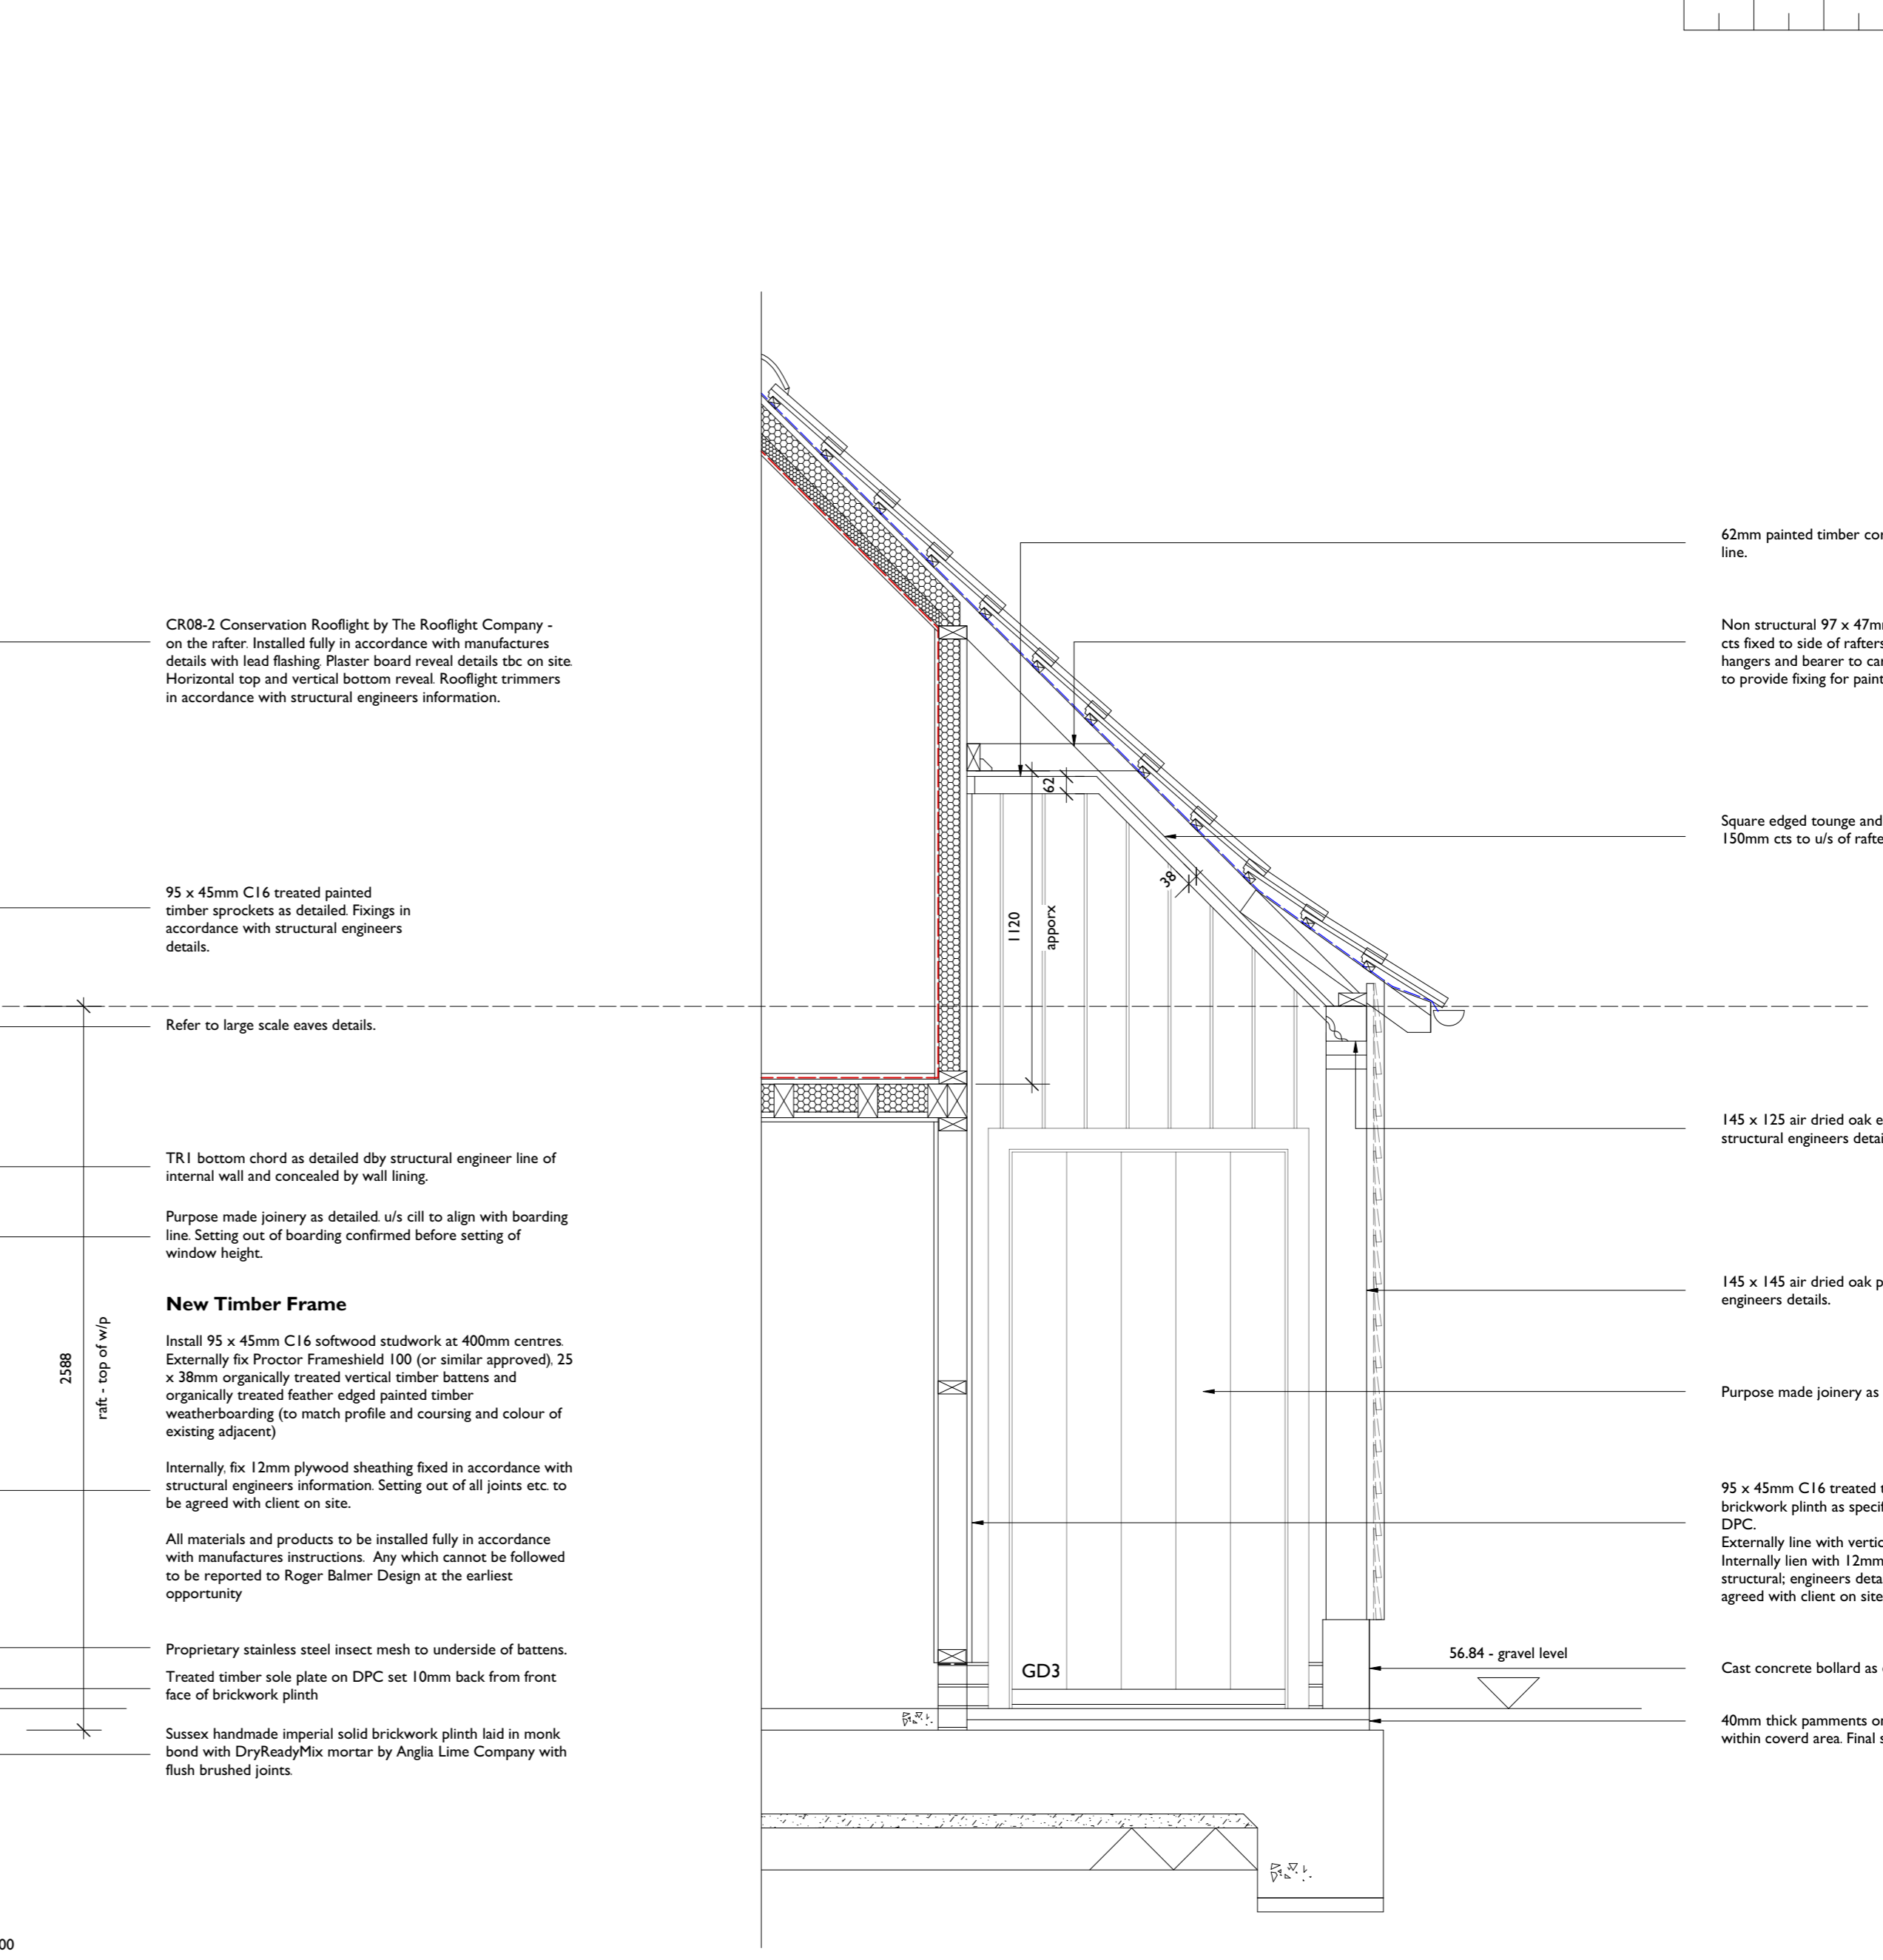 CR08-2 Conservation Rooflight by The Rooflight Company -
on the rafter. Installed fully in accordance with manufactures
details with lead flashing. Plaster board reveal details tbc on site.
Horizontal top and vertical bottom reveal. Rooflight trimmers
in accordance with structural engineers information.
95 x 45mm C16 treated painted
timber sprockets as detailed. Fixings in
accordance with structural engineers
details.
Refer to large scale eaves details.
TR1 bottom chord as detailed dby structural engineer line of
internal wall and concealed by wall lining.
Purpose made joinery as detailed. u/s cill to align with boarding
line. Setting out of boarding confirmed before setting of
window height.
New Timber Frame
Install 95 x 45mm C16 softwood studwork at 400mm centres.
Externally fix Proctor Frameshield 100 (or similar approved), 25
x 38mm organically treated vertical timber battens and
organically treated feather edged painted timber
weatherboarding (to match profile and coursing and colour of
existing adjacent)
Internally, fix 12mm plywood sheathing fixed in accordance with
structural engineers information. Setting out of all joints etc. to
be agreed with client on site.
All materials and products to be installed fully in accordance
with manufactures instructions. Any which cannot be followed
to be reported to Roger Balmer Design at the earliest
opportunity
Proprietary stainless steel insect mesh to underside of battens.
Treated timber sole plate on DPC set 10mm back from front
face of brickwork plinth
Sussex handmade imperial solid brickwork plinth laid in monk
bond with DryReadyMix mortar by Anglia Lime Company with
flush brushed joints.
2588
raft - top of w/p
00
62
38
1120
apporx
GD3
56.84 - gravel level
62mm painted timber
line.
Non structural 97 x
cts fixed to side of rafters
hangers and bearer to
to provide fixing for
Square edged tounge and
150mm cts to u/s of
145 x 125 air dried oak
structural engineers
145 x 145 air dried oak
engineers details.
Purpose made joinery as
95 x 45mm C16 treated
brickwork plinth as
DPC.
Externally line with
Internally lien with 12mm
structural; engineers
agreed with client on site
Cast concrete bollard as
40mm thick pamments
within coverd area. Final